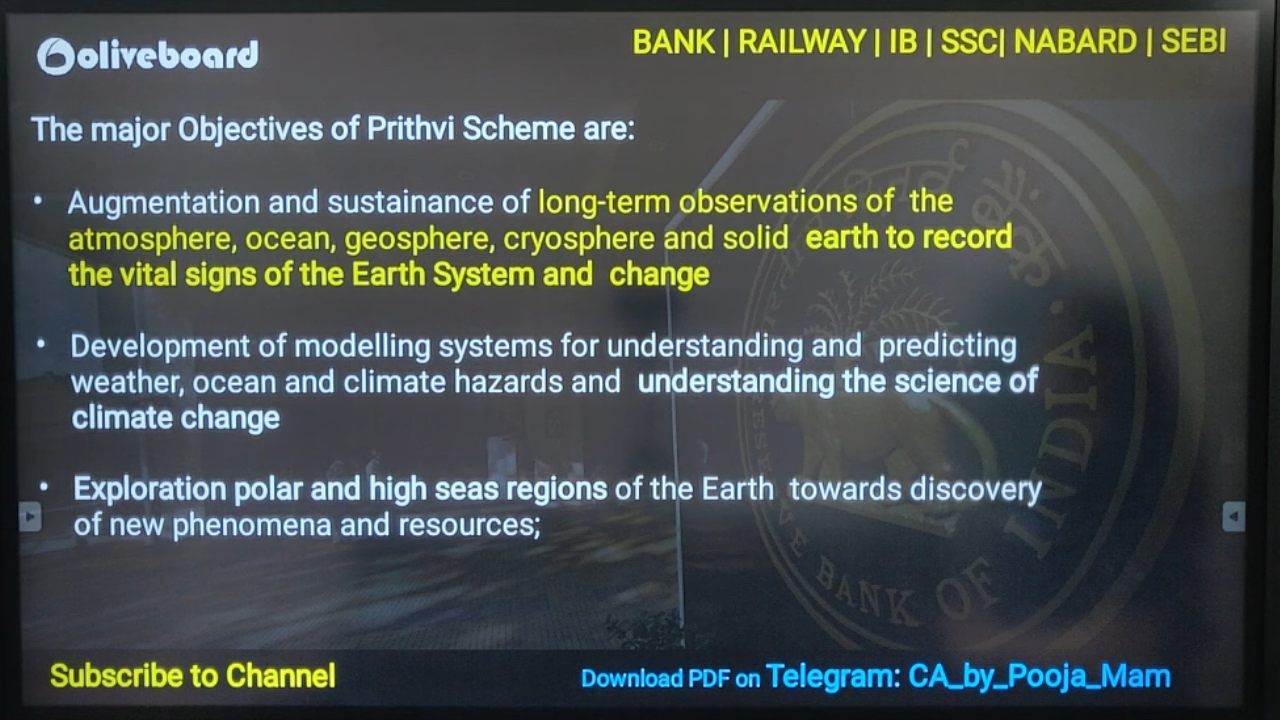 oliveboard
BANK | RAILWAY | IB | SSC| NABARD | SEBI
The major Objectives of Prithvi Scheme are:
• Augmentation and sustainance of long-term observations of the
atmosphere, ocean, geosphere, cryosphere and solid earth to record
the vital signs of the Earth System and change
• Development of modelling systems for understanding and predicting
weather, ocean and climate hazards and understanding the science of
climate change
• Exploration polar and high seas regions of the Earth towards discovery
of new phenomena and resources;
BANK OF INDIA
Subscribe to Channel
Download PDF on Telegram: CA_by_Pooja_Mam